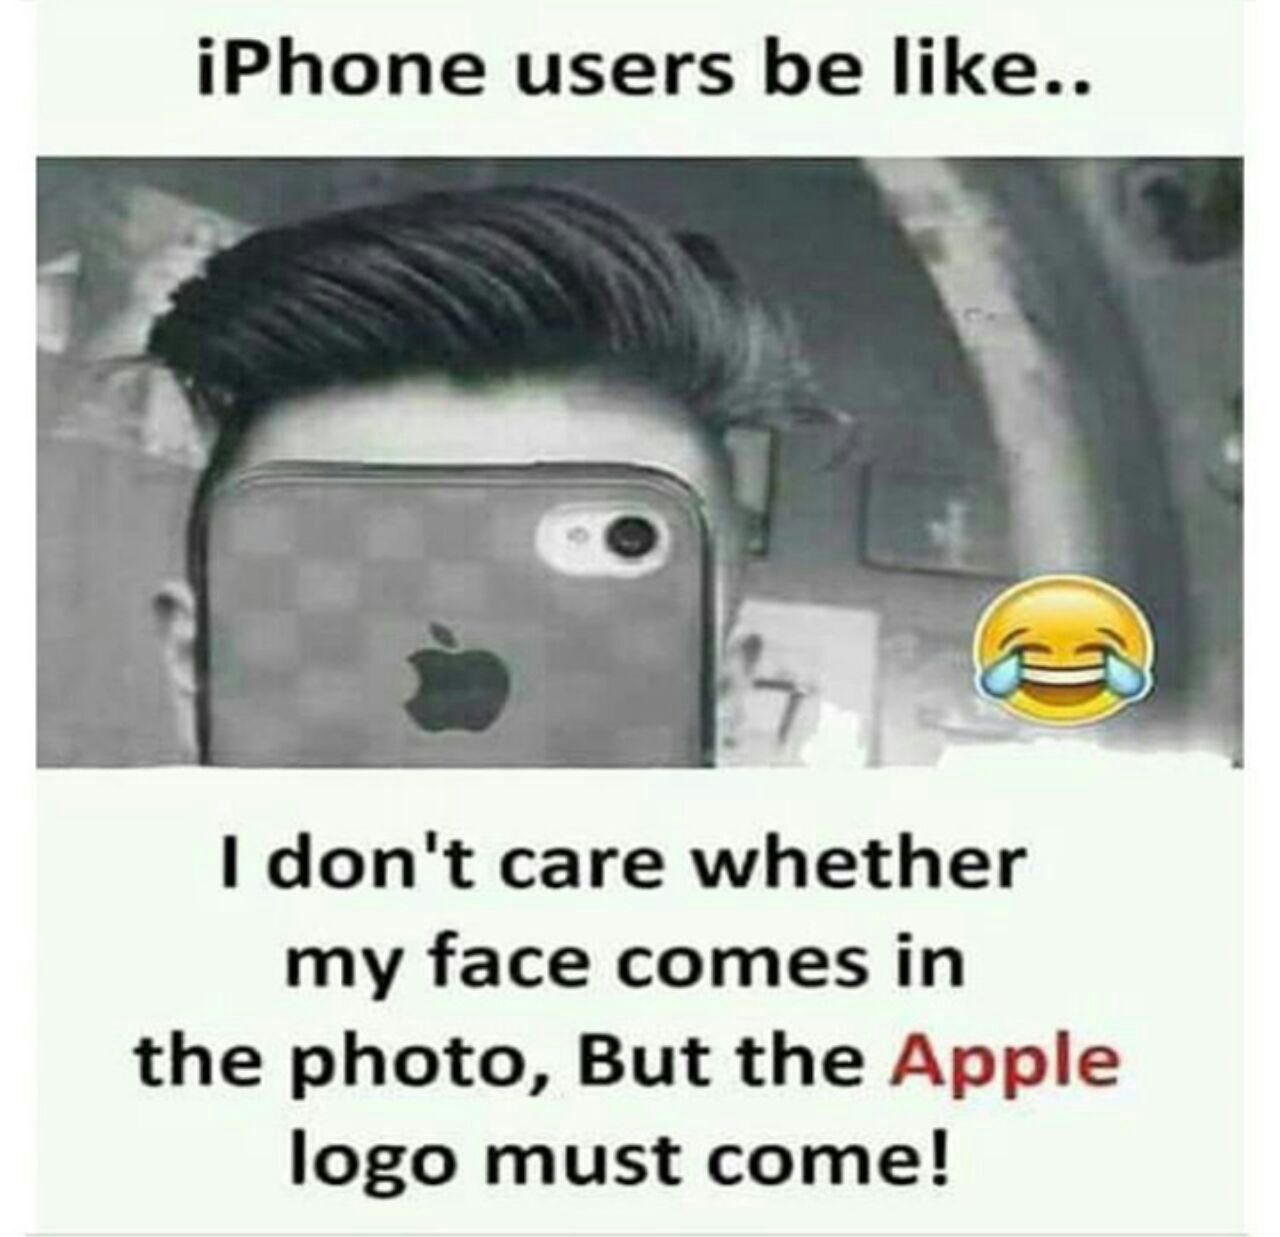 iPhone users be like..
I don't care whether
my face comes in
the photo, But the Apple
logo must come!